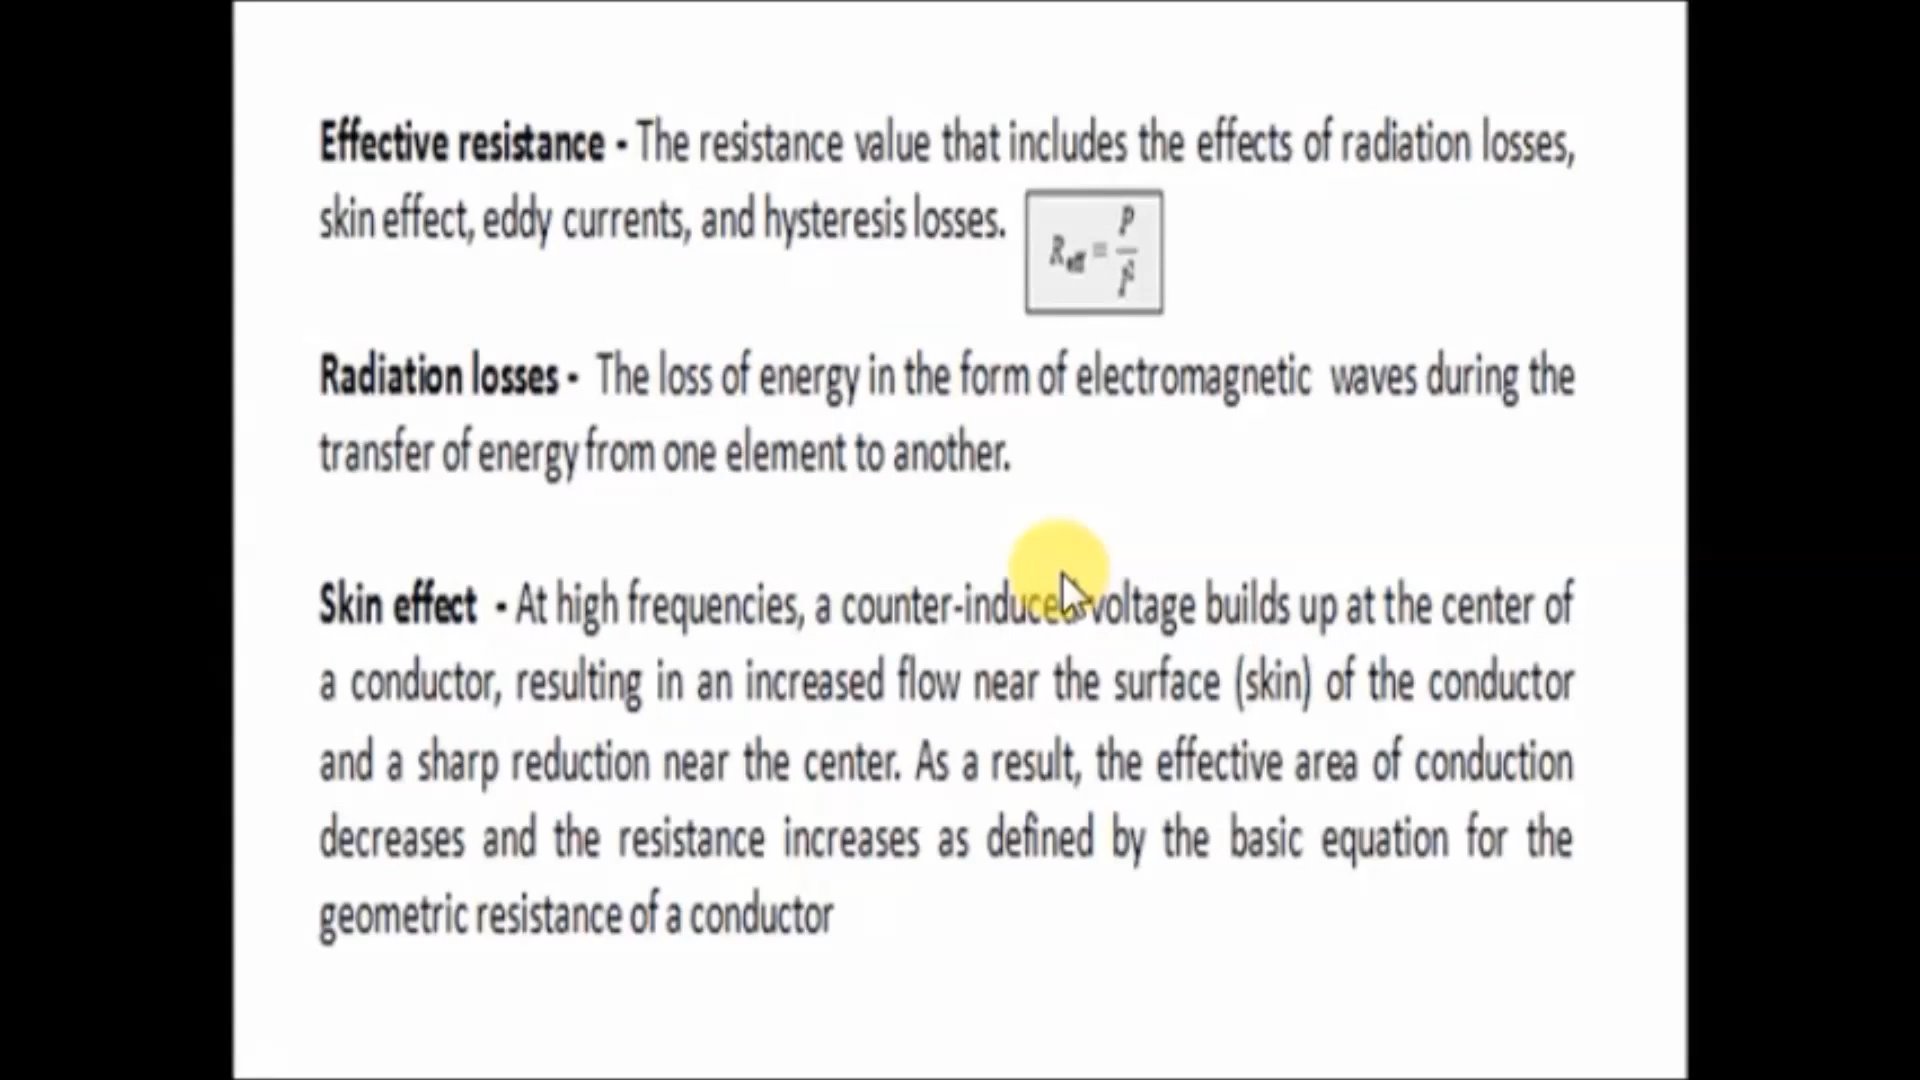 Effective resistance - The resistance value that includes the effects of radiation losses,
skin effect, eddy currents, and hysteresis losses.
R_eff = P
Radiation losses - The loss of energy in the form of electromagnetic waves during the
transfer of energy from one element to another.
Skin effect - At high frequencies, a counter-induced voltage builds up at the center of
a conductor, resulting in an increased flow near the surface (skin) of the conductor
and a sharp reduction near the center. As a result, the effective area of conduction
decreases and the resistance increases as defined by the basic equation for the
geometric resistance of a conductor